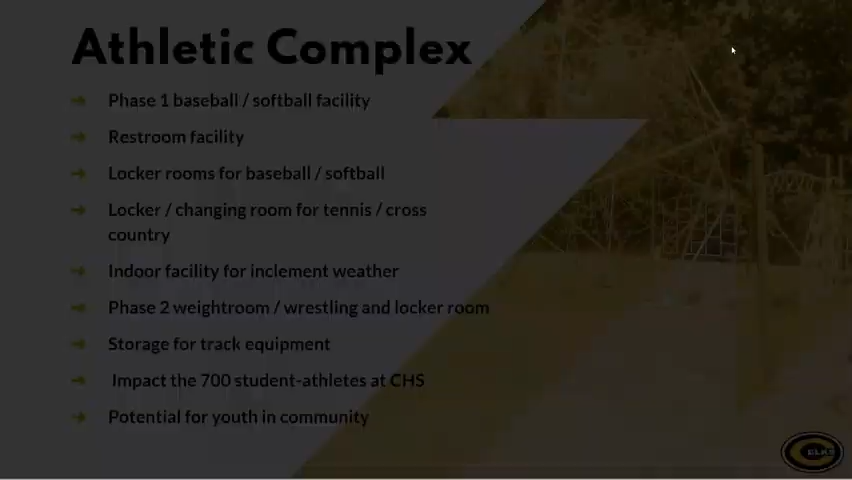 Athletic Complex
Phase 1 baseball / softball facility
Restroom facility
Locker rooms for baseball / softball
Locker / changing room for tennis / cross
country
Indoor facility for inclement weather
Phase 2 weightroom / wrestling and locker room
Storage for track equipment
Impact the 700 student-athletes at CHS
Potential for youth in community
C ELKS